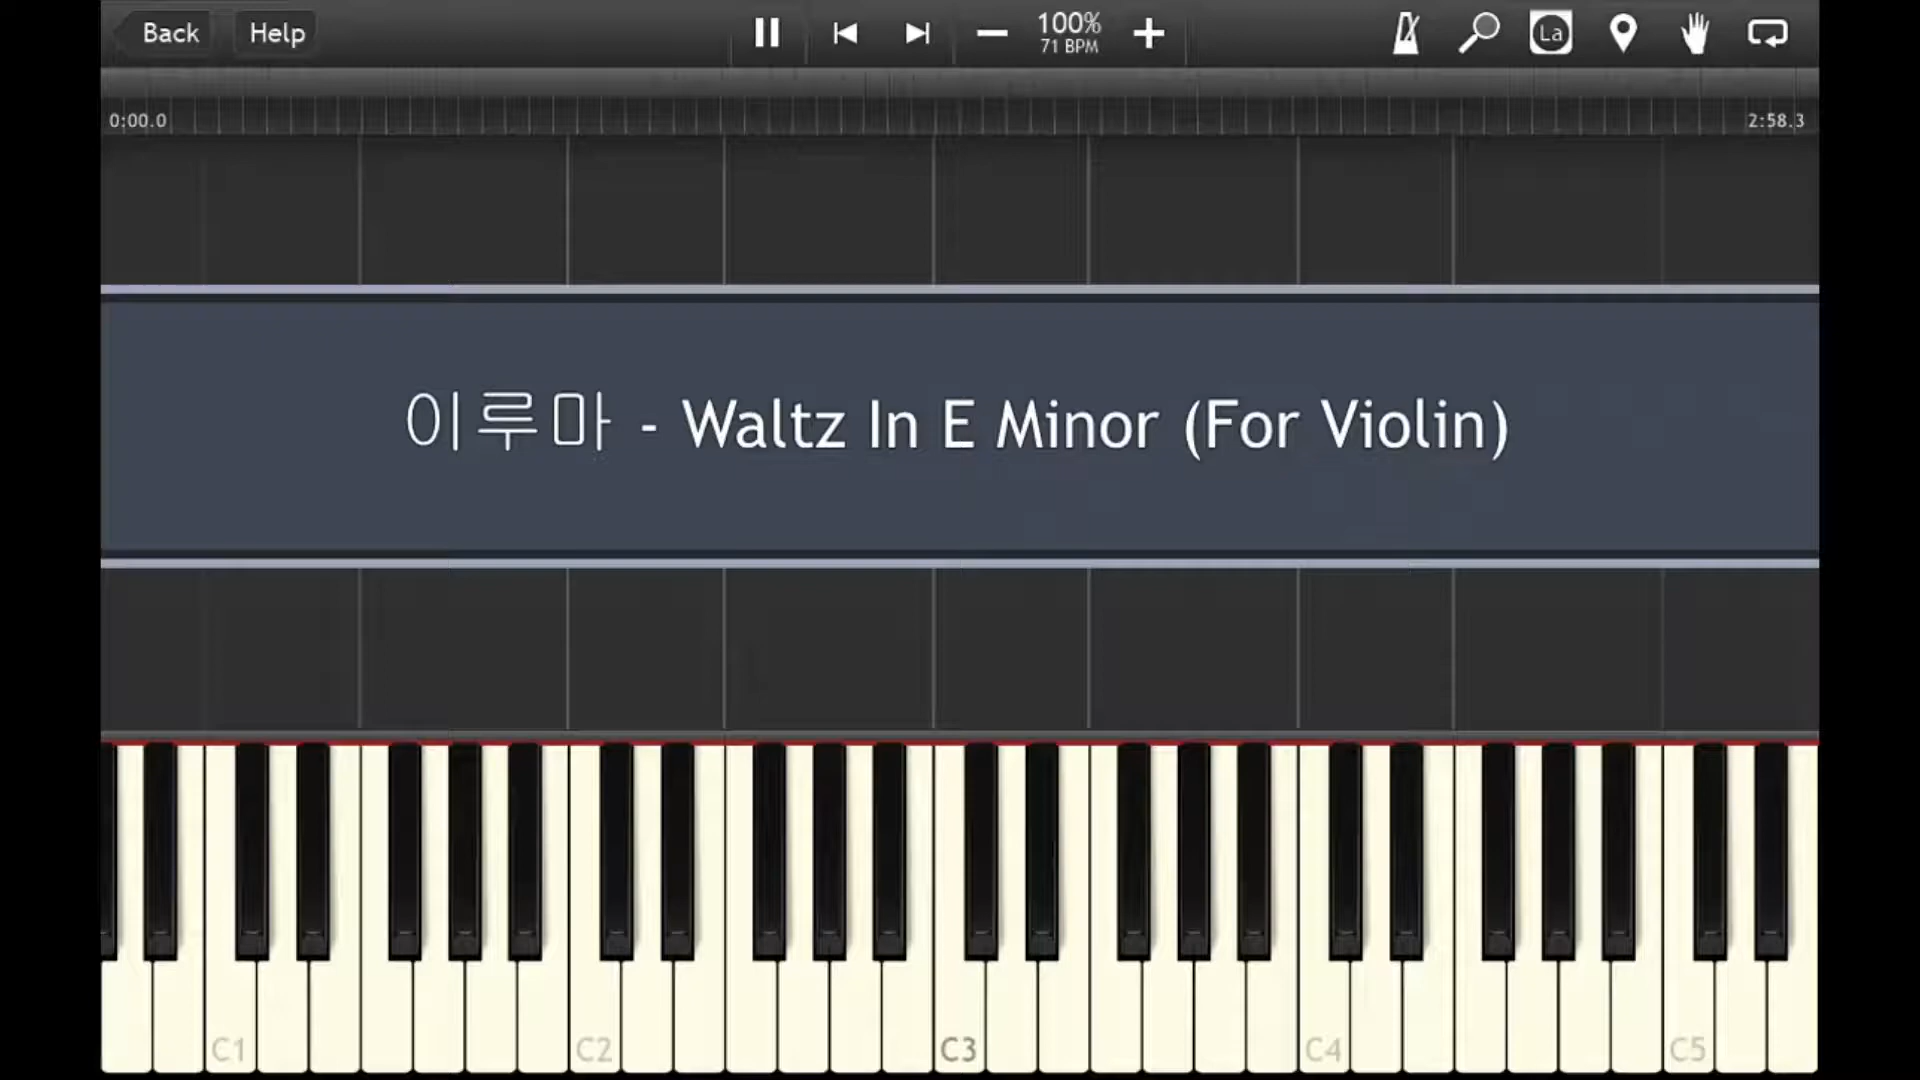 Back Help 100% La
71 BPM
0:00.0 2:58.3
이루마 - Waltz In E Minor (For Violin)
C1 C2 C3 C4 C5